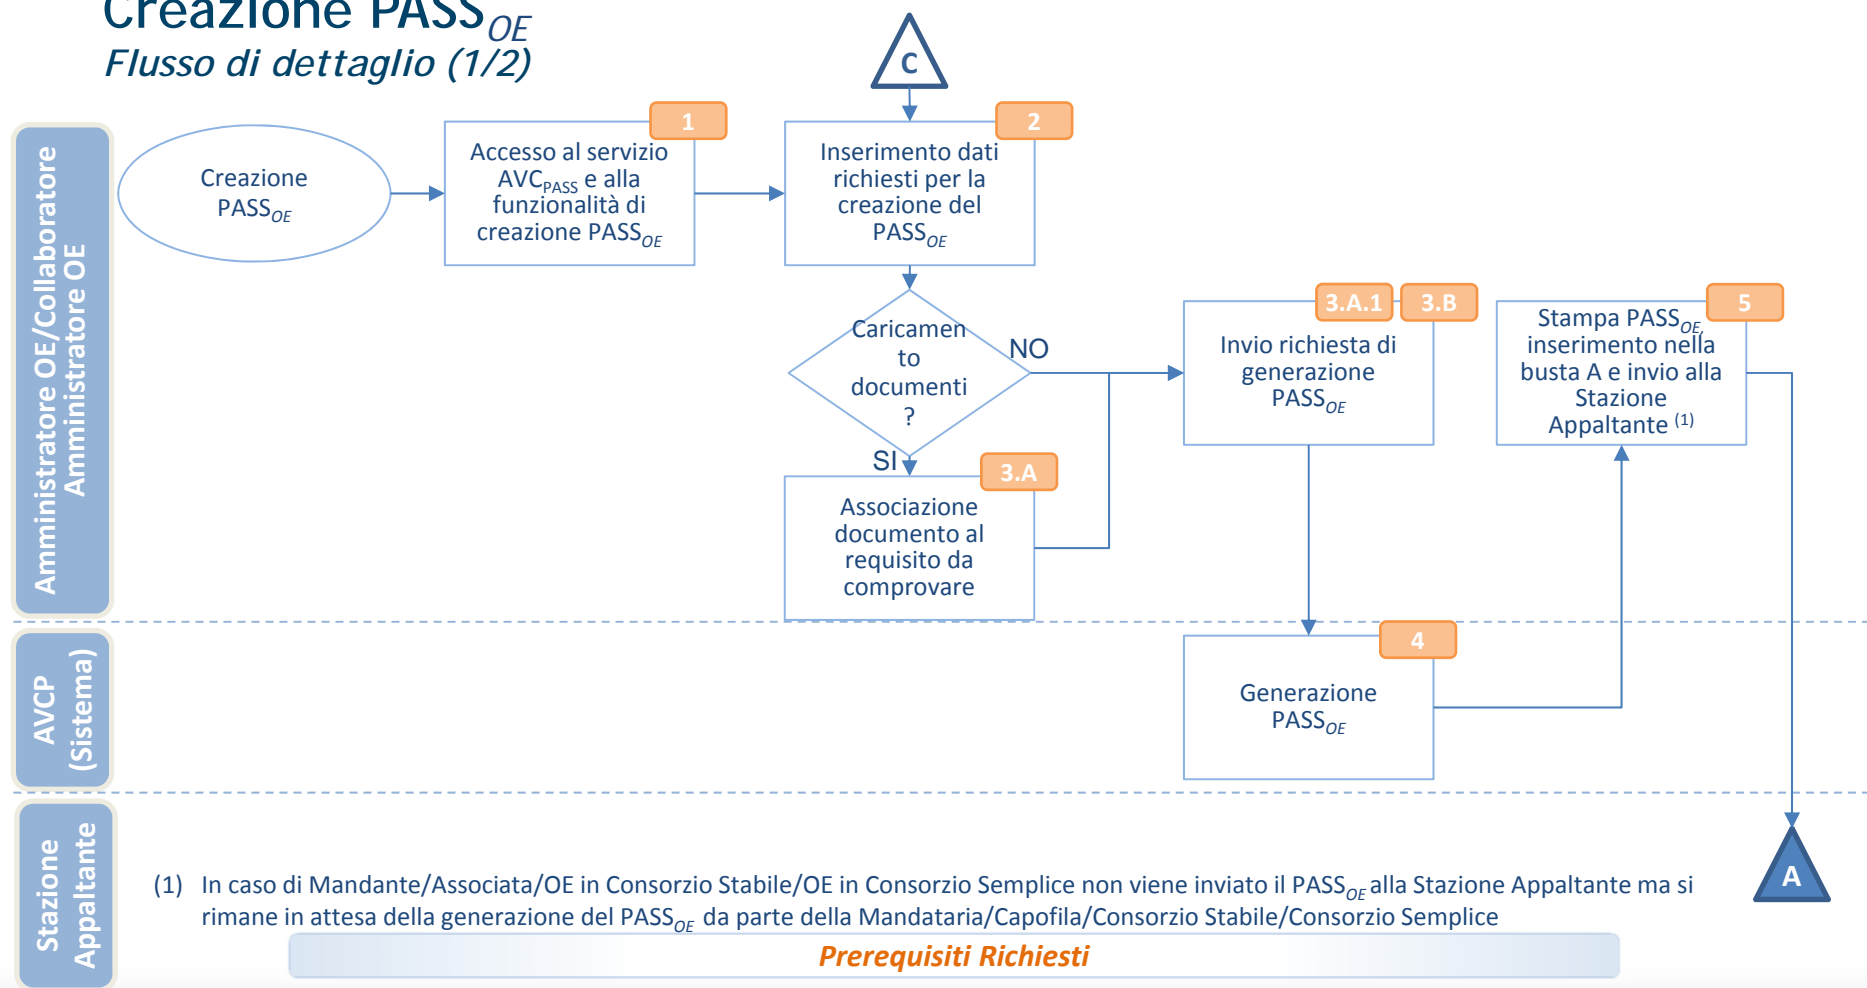 Creazione PASSOE
Flusso di dettaglio (1/2)
C
Amministratore OE/Collaboratore
Amministratore OE
Creazione
PASSOE
1
Accesso al servizio
AVCPASS e alla
funzionalità di
creazione PASSOE
2
Inserimento dati
richiesti per la
creazione del
PASSOE
Caricamen
to
documenti
?
NO
SI
3.A
Associazione
documento al
requisito da
comprovare
3.A.1
3.B
Invio richiesta di
generazione
PASSOE
5
Stampa PASSOE,
inserimento nella
busta A e invio alla
Stazione
Appaltante (1)
AVCP
(Sistema)
4
Generazione
PASSOE
Stazione
Appaltante
A
(1) In caso di Mandante/Associata/OE in Consorzio Stabile/OE in Consorzio Semplice non viene inviato il PASSOE alla Stazione Appaltante ma si
rimane in attesa della generazione del PASSOE da parte della Mandataria/Capofila/Consorzio Stabile/Consorzio Semplice
Prerequisiti Richiesti